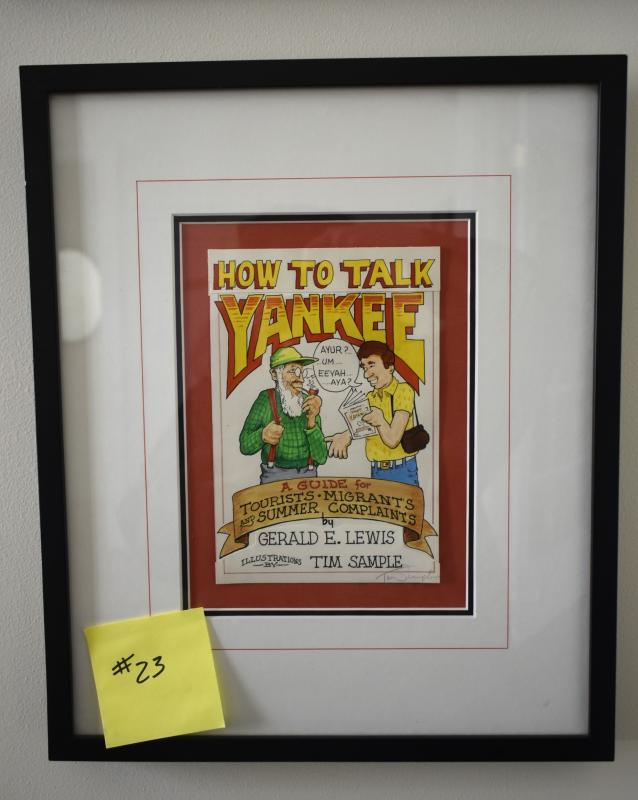 HOW TO TALK
YANKEE
AYUR?
UM....
EEYAH...
....AYA?
A GUIDE for
TOURISTS • MIGRANTS
AND SUMMER COMPLAINTS
by
GERALD E. LEWIS
ILLUSTRATIONS
BY
TIM SAMPLE
#23